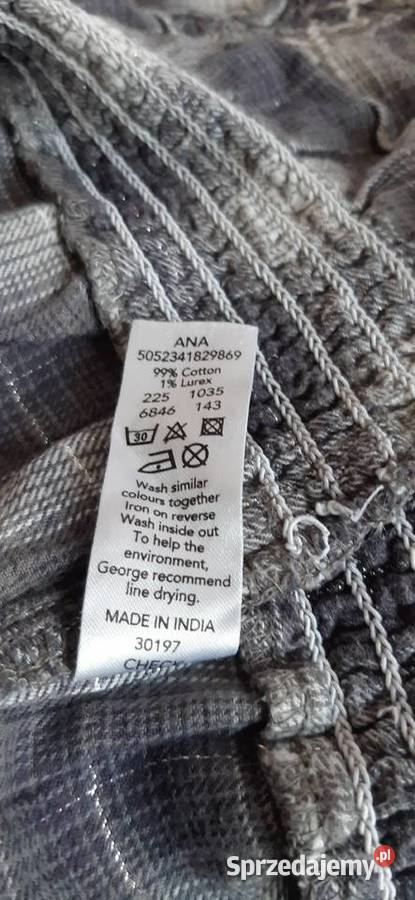 ANA
5052341829869
99% Cotton
1% Lurex
225 1035
6846 143
30
Wash similar
colours together
Iron on reverse
Wash inside out
To help the
environment,
George recommend
line drying.
MADE IN INDIA
30197
Sprzedajemy.pl